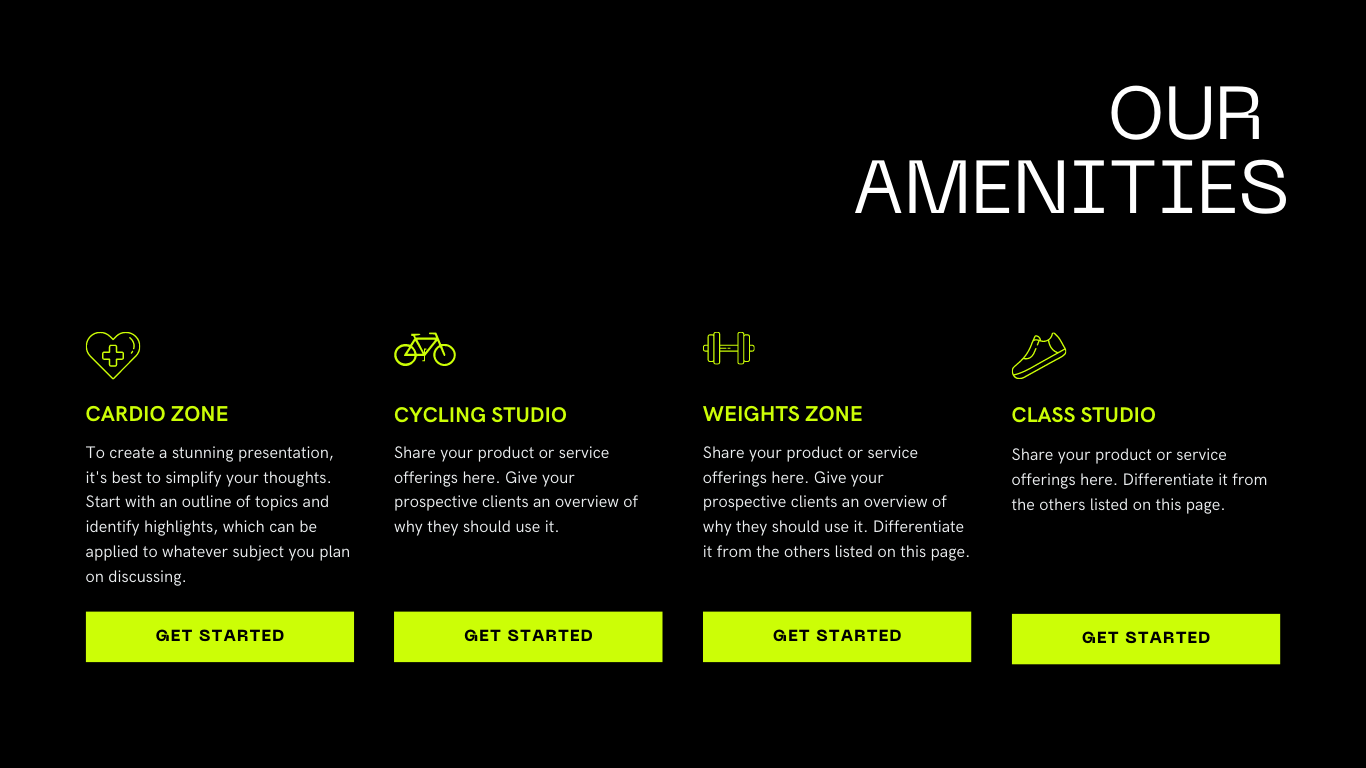 OUR
AMENITIES
CARDIO ZONE
To create a stunning presentation,
it's best to simplify your thoughts.
Start with an outline of topics and
identify highlights, which can be
applied to whatever subject you plan
on discussing.
GET STARTED
CYCLING STUDIO
Share your product or service
offerings here. Give your
prospective clients an overview of
why they should use it.
GET STARTED
WEIGHTS ZONE
Share your product or service
offerings here. Give your
prospective clients an overview of
why they should use it. Differentiate
it from the others listed on this page.
GET STARTED
CLASS STUDIO
Share your product or service
offerings here. Differentiate it from
the others listed on this page.
GET STARTED